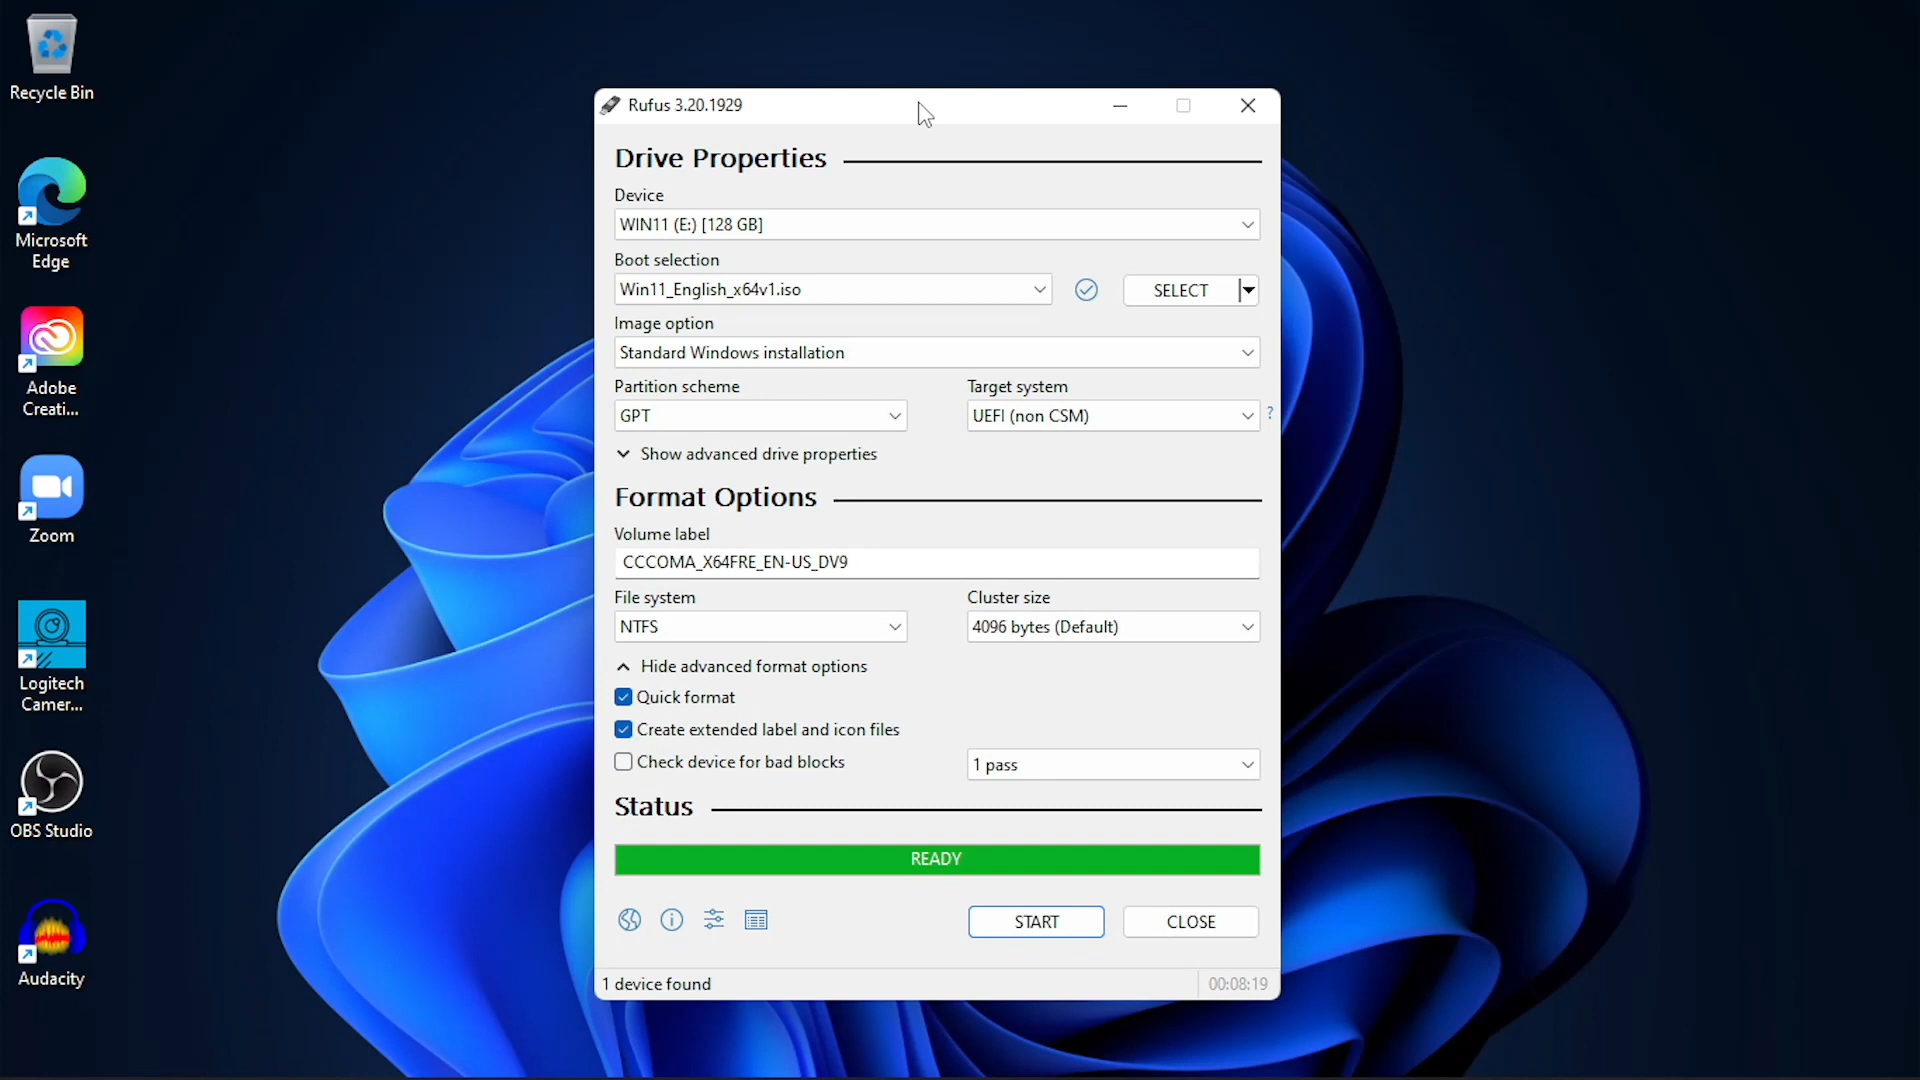 Recycle Bin
Microsoft
Edge
Adobe
Creati...
Zoom
Logitech
Camer...
OBS Studio
Audacity
Rufus 3.20.1929
Drive Properties
Device
WIN11 (E:) [128 GB]
Boot selection
Win11_English_x64v1.iso
SELECT
Image option
Standard Windows installation
Partition scheme
Target system
GPT
UEFI (non CSM)
?
Show advanced drive properties
Format Options
Volume label
CCCOMA_X64FRE_EN-US_DV9
File system
Cluster size
NTFS
4096 bytes (Default)
Hide advanced format options
Quick format
Create extended label and icon files
Check device for bad blocks
1 pass
Status
READY
START
CLOSE
1 device found
00:08:19